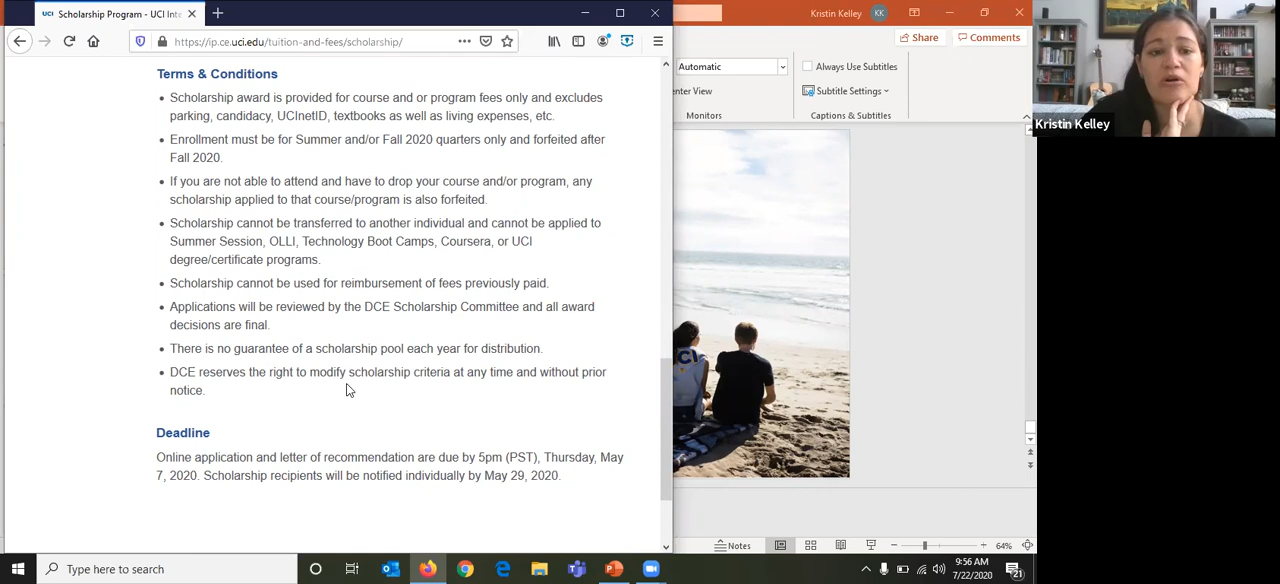 UCI Scholarship Program - UCI Inte
https://ip.ce.uci.edu/tuition-and-fees/scholarship/
Terms & Conditions
Scholarship award is provided for course and or program fees only and excludes
parking, candidacy, UCInetID, textbooks as well as living expenses, etc.
Enrollment must be for Summer and/or Fall 2020 quarters only and forfeited after
Fall 2020.
If you are not able to attend and have to drop your course and/or program, any
scholarship applied to that course/program is also forfeited.
Scholarship cannot be transferred to another individual and cannot be applied to
Summer Session, OLLI, Technology Boot Camps, Coursera, or UCI
degree/certificate programs.
Scholarship cannot be used for reimbursement of fees previously paid.
Applications will be reviewed by the DCE Scholarship Committee and all award
decisions are final.
There is no guarantee of a scholarship pool each year for distribution.
DCE reserves the right to modify scholarship criteria at any time and without prior
notice.
Deadline
Online application and letter of recommendation are due by 5pm (PST), Thursday, May
7, 2020. Scholarship recipients will be notified individually by May 29, 2020.
Kristin Kelley KK
Share Comments
Automatic Always Use Subtitles
enter View Subtitle Settings
Monitors Captions & Subtitles
UCI
Notes 64%
Kristin Kelley
Type here to search
9:56 AM
7/22/2020
21